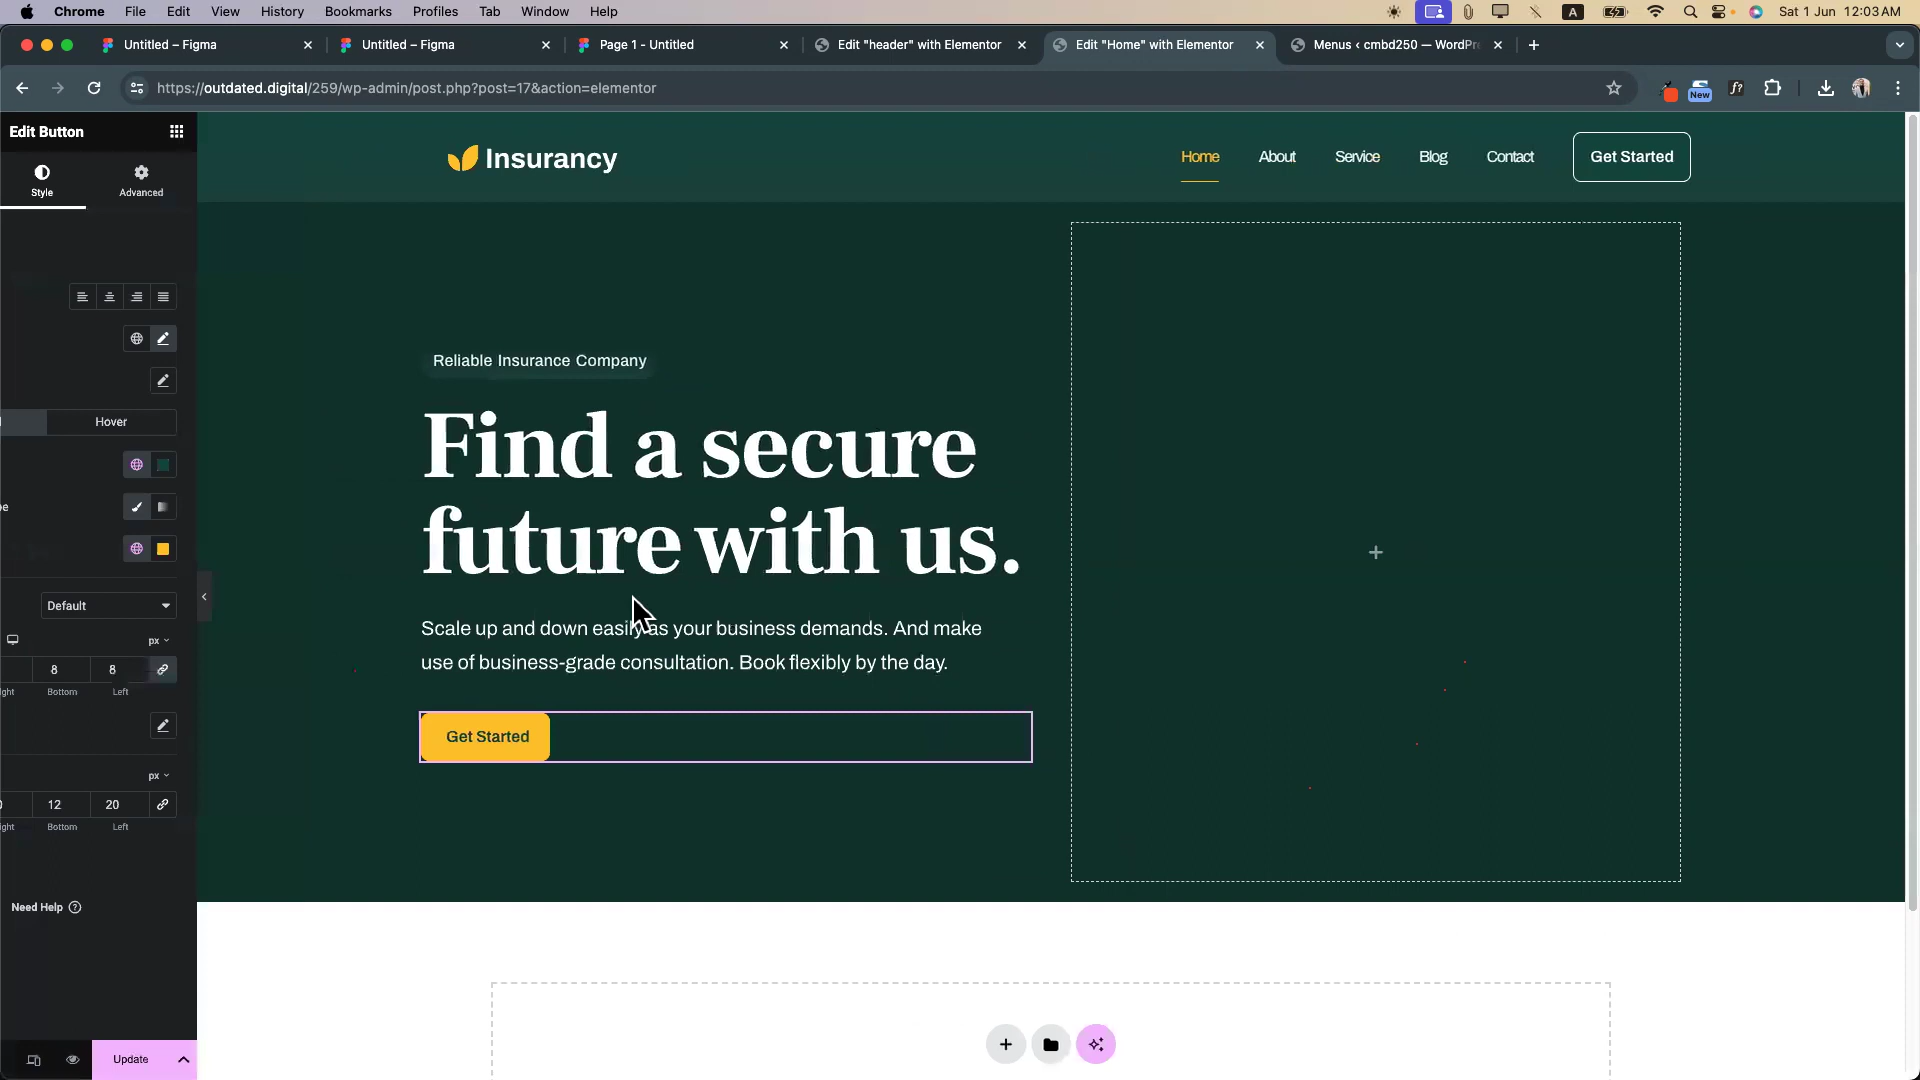 Chrome File Edit View History Bookmarks Profiles Tab Window Help
A
Sat 1 Jun 12:03 AM
Untitled – Figma
Untitled – Figma
Page 1 - Untitled
Edit "header" with Elementor
Edit "Home" with Elementor
Menus ‹ cmbd250 — WordPr
https://outdated.digital/259/wp-admin/post.php?post=17&action=elementor
f?
New
Edit Button
Style
Advanced
Hover
pe
Default
px
8 8
ght Bottom Left
px
0 12 20
ght Bottom Left
Need Help ?
Update
Insurancy
Home About Service Blog Contact
Get Started
Reliable Insurance Company
Find a secure
future with us.
Scale up and down easily as your business demands. And make
use of business-grade consultation. Book flexibly by the day.
Get Started